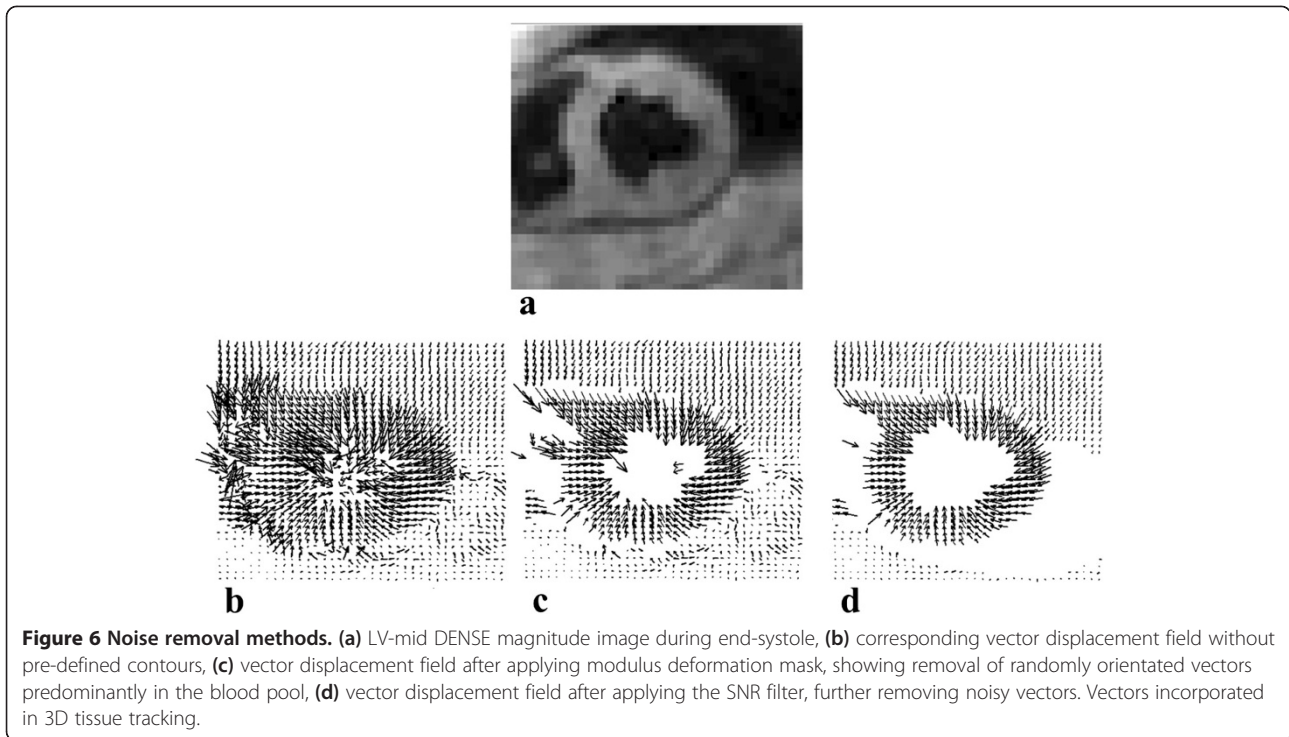 a
b
c
d
Figure 6 Noise removal methods. (a) LV-mid DENSE magnitude image during end-systole, (b) corresponding vector displacement field without
pre-defined contours, (c) vector displacement field after applying modulus deformation mask, showing removal of randomly orientated vectors
predominantly in the blood pool, (d) vector displacement field after applying the SNR filter, further removing noisy vectors. Vectors incorporated
in 3D tissue tracking.